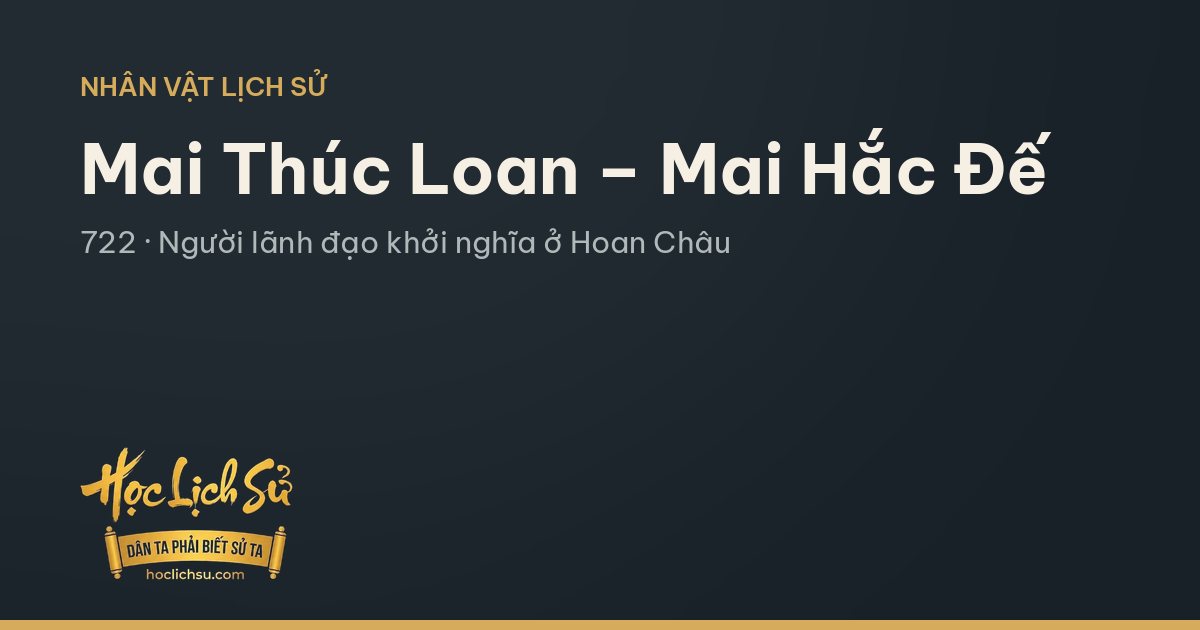 NHÂN VẬT LỊCH SỬ
Mai Thúc Loan – Mai Hắc Đế
722 · Người lãnh đạo khởi nghĩa ở Hoan Châu
Học Lịch Sử
DÂN TA PHẢI BIẾT SỬ TA
hoclichsu.com